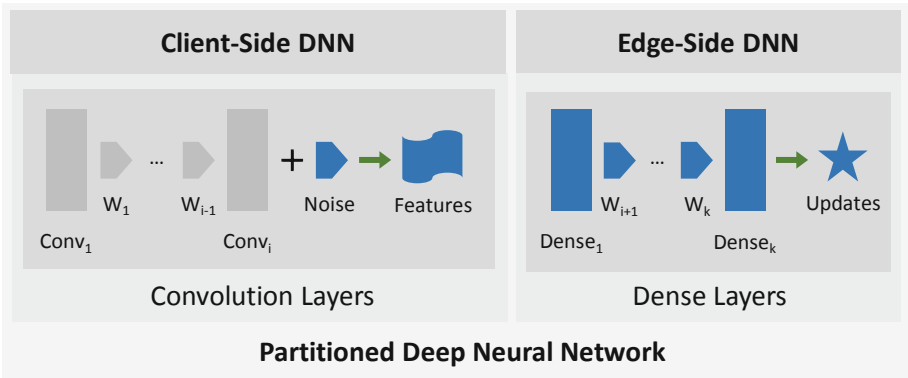 Client-Side DNN
Edge-Side DNN
... + ...
W₁ Wᵢ₋₁ Noise Features Wᵢ₊₁ Wₖ Updates
Conv₁ Convᵢ Dense₁ Denseₖ
Convolution Layers
Dense Layers
Partitioned Deep Neural Network